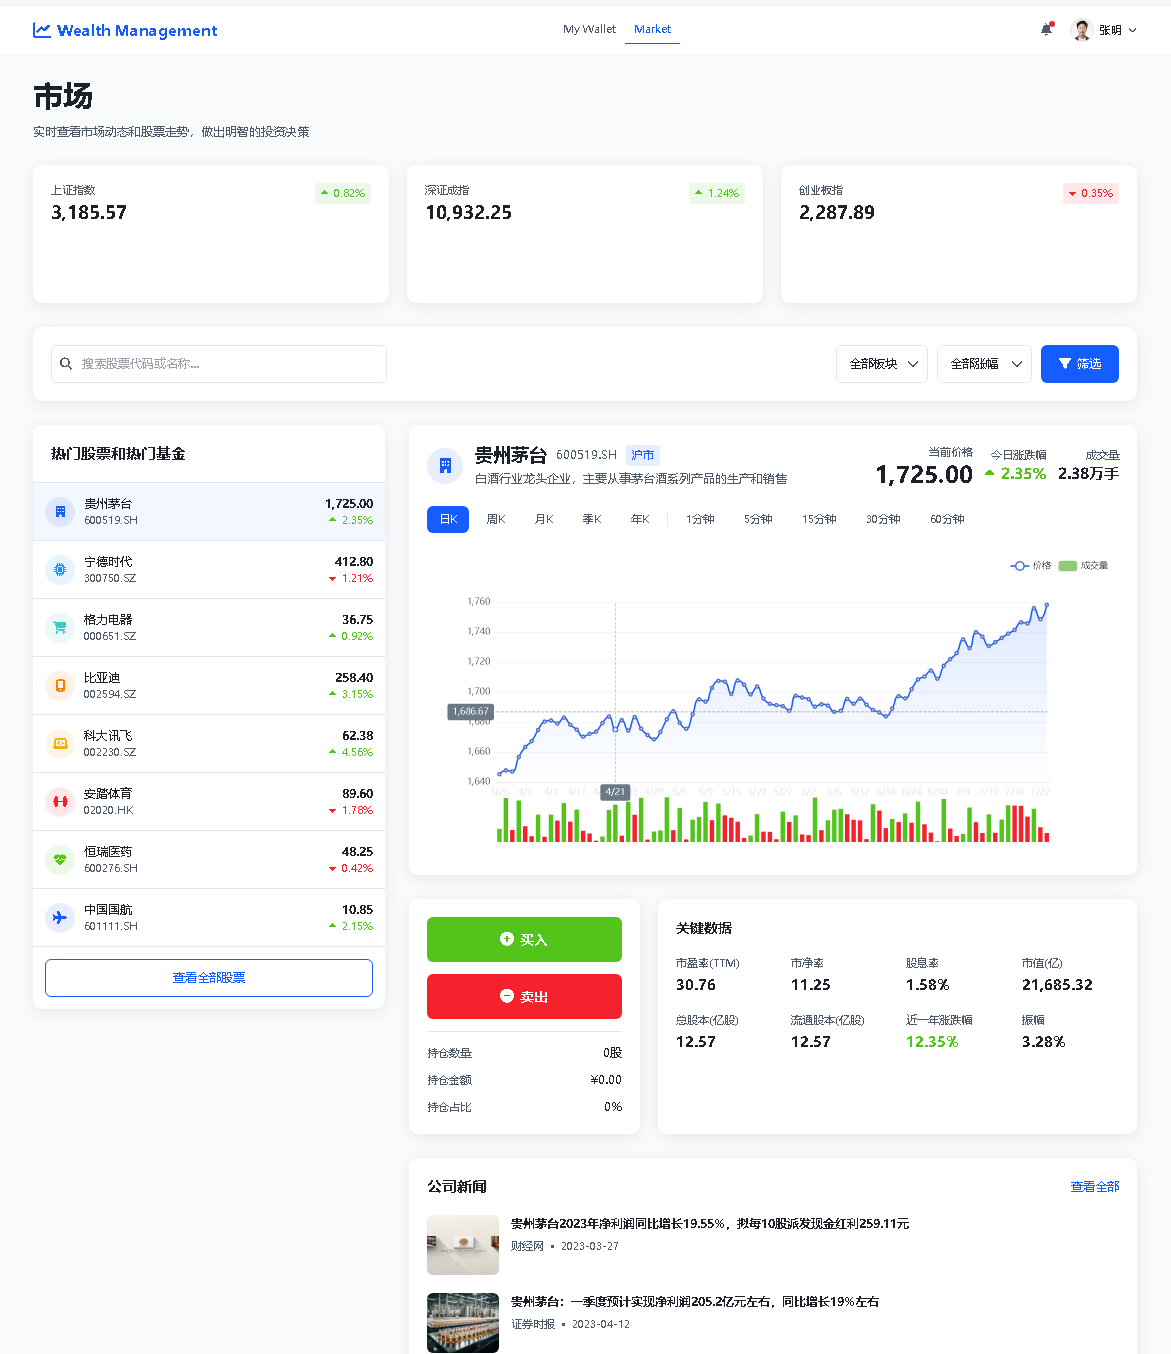 Wealth Management
My Wallet Market
张明
市场
实时查看市场动态和股票走势，做出明智的投资决策
上证指数 0.82%
3,185.57
深证成指 1.24%
10,932.25
创业板指 0.35%
2,287.89
搜索股票代码或名称...
全部板块 全部涨幅 筛选
热门股票和热门基金
贵州茅台 1,725.00
600519.SH 2.35%
宁德时代 412.80
300750.SZ 1.21%
格力电器 36.75
000651.SZ 0.92%
比亚迪 258.40
002594.SZ 3.15%
科大讯飞 62.38
002230.SZ 4.56%
安踏体育 89.60
02020.HK 1.78%
恒瑞医药 48.25
600276.SH 0.42%
中国国航 10.85
601111.SH 2.15%
查看全部股票
贵州茅台 600519.SH 沪市
白酒行业龙头企业，主要从事茅台酒系列产品的生产和销售
当前价格
1,725.00
今日涨跌幅
2.35%
成交量
2.38万手
日K 周K 月K 季K 年K 1分钟 5分钟 15分钟 30分钟 60分钟
价格 成交量
1,760
1,740
1,720
1,700
1,686.67
1,680
1,660
1,640
3/26 4/1 4/7 4/11 4/21 4/29 5/5 5/9 5/15 5/21 5/27 6/2 6/6 6/12 6/18 6/24 6/30 7/4 7/10 7/16 7/22
买入
卖出
持仓数量 0股
持仓金额 ¥0.00
持仓占比 0%
关键数据
市盈率(TTM) 市净率 股息率 市值(亿)
30.76 11.25 1.58% 21,685.32
总股本(亿股) 流通股本(亿股) 近一年涨跌幅 振幅
12.57 12.57 12.35% 3.28%
公司新闻 查看全部
贵州茅台2023年净利润同比增长19.55%，拟每10股派发现金红利259.11元
财经网 • 2023-03-27
贵州茅台：一季度预计实现净利润205.2亿元左右，同比增长19%左右
证券时报 • 2023-04-12